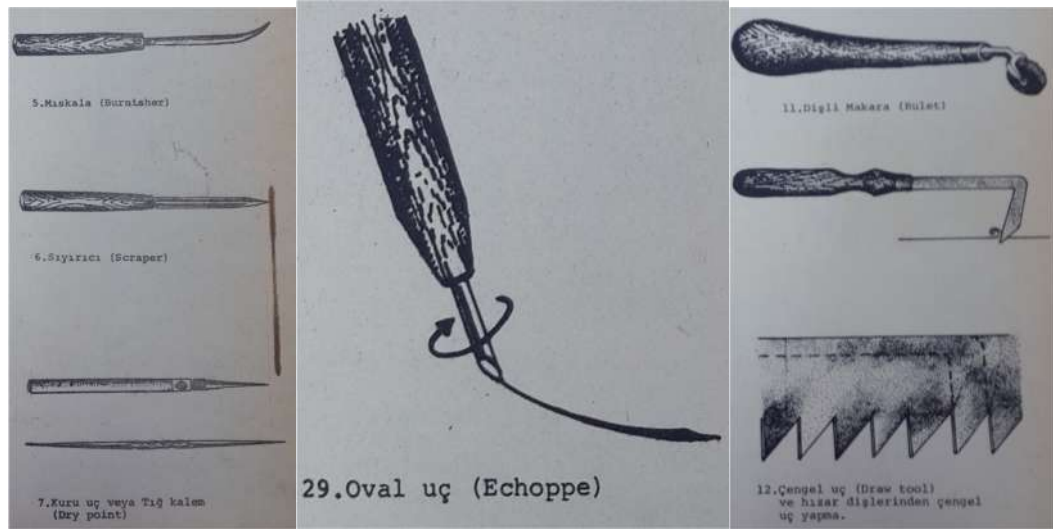 5.Mıskala (Burnisher)
6.Sıyırıcı (Scraper)
7.Kuru uç veya Tığ kalem
(Dry point)
29.Oval uç (Echoppe)
11.Dişli Makara (Rulet)
12.Çengel uç (Draw tool)
ve hızar dişlerinden çengel
uç yapma.